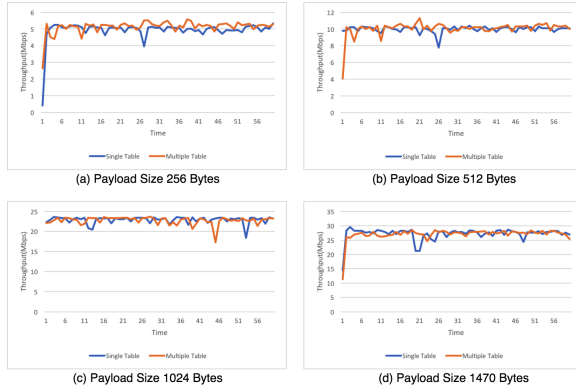 Throughput(Mbps)
6
5
4
3
2
1
0
1 6 11 16 21 26 31 36 41 46 51 56
Time
Single Table Multiple Table
(a) Payload Size 256 Bytes
Throughput(Mbps)
12
10
8
6
4
2
0
1 6 11 16 21 26 31 36 41 46 51 56
Time
Single Table Multiple Table
(b) Payload Size 512 Bytes
Throughput(Mbps)
25
20
15
10
5
0
1 6 11 16 21 26 31 36 41 46 51 56
Time
Single Table Multiple Table
(c) Payload Size 1024 Bytes
Throughput(Mbps)
35
30
25
20
15
10
5
0
1 6 11 16 21 26 31 36 41 46 51 56
Time
Single Table Multiple Table
(d) Payload Size 1470 Bytes